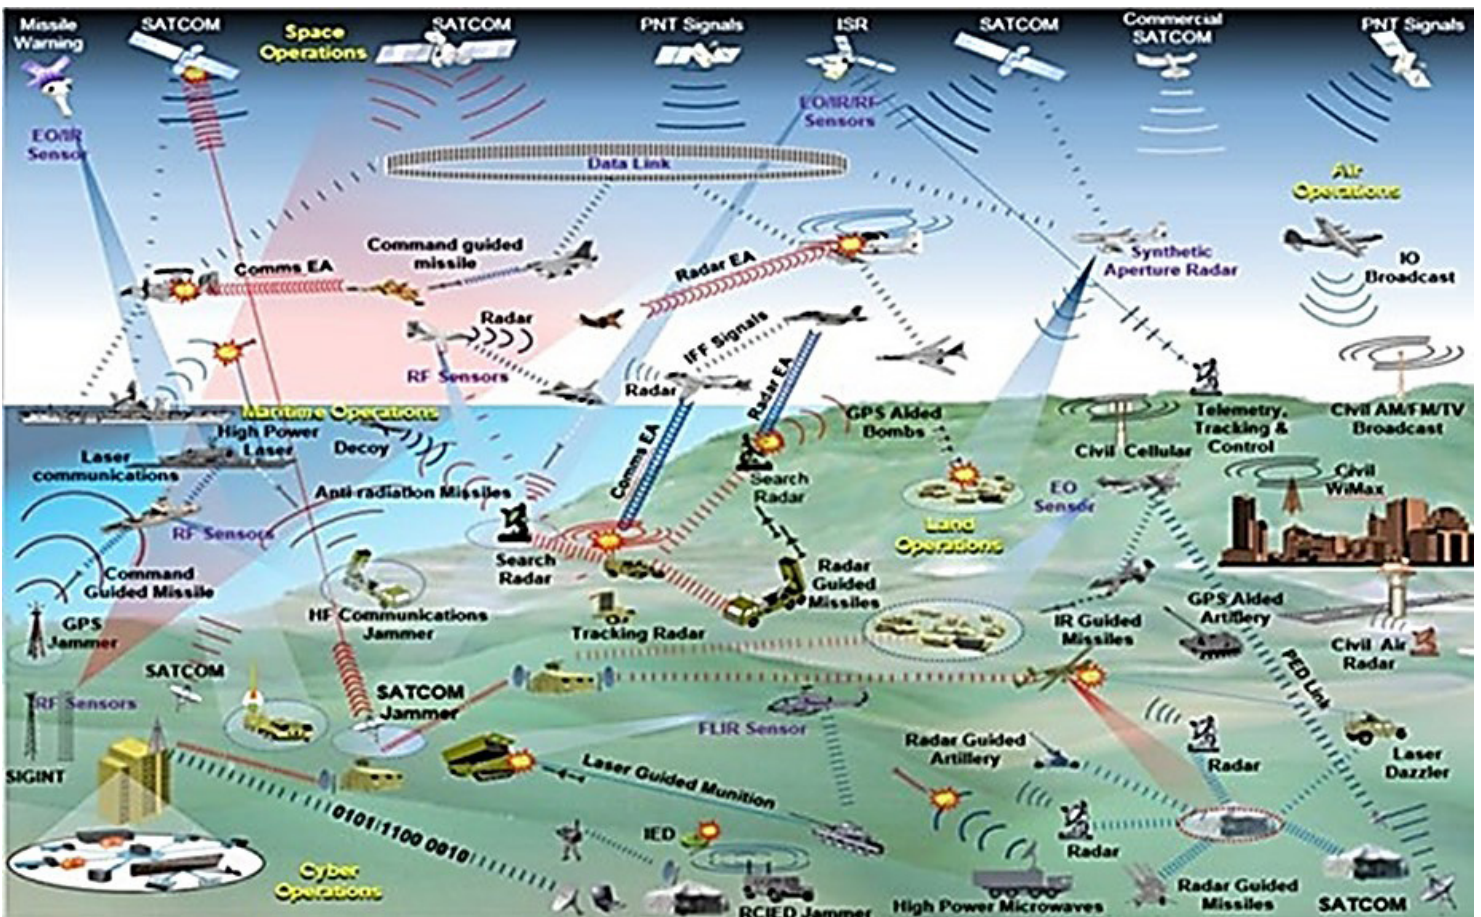 Missile
Warning
SATCOM
Space
Operations
SATCOM
PNT Signals
ISR
SATCOM
Commercial
SATCOM
PNT Signals
EO/IR
Sensor
EO/IR/RF
Sensors
Data Link
Air
Operations
Command guided
missile
Comms EA
Radar EA
Synthetic
Aperture Radar
IO
Broadcast
Radar
IFF Signals
RF Sensors
Radar
Radar EA
Maritime Operations
High Power
Laser
Decoy
Laser
communications
GPS Aided
Bombs
Civil Cellular
Telemetry,
Tracking &
Control
Civil AM/FM/TV
Broadcast
Comms EA
Search
Radar
EO
Sensor
Civil
WiMax
Anti-radiation Missiles
RF Sensors
Land
Operations
Search
Radar
Command
Guided Missile
Radar
Guided
Missiles
HF Communications
Jammer
GPS
Jammer
Tracking Radar
IR Guided
Missiles
GPS Aided
Artillery
Civil Air
Radar
SATCOM
PED Link
RF Sensors
SATCOM
Jammer
FLIR Sensor
Radar Guided
Artillery
Radar
Laser
Dazzler
SIGINT
Laser Guided Munition
0101/1100 0010
IED
Radar
Cyber
Operations
RCIED Jammer
High Power Microwaves
Radar Guided
Missiles
SATCOM